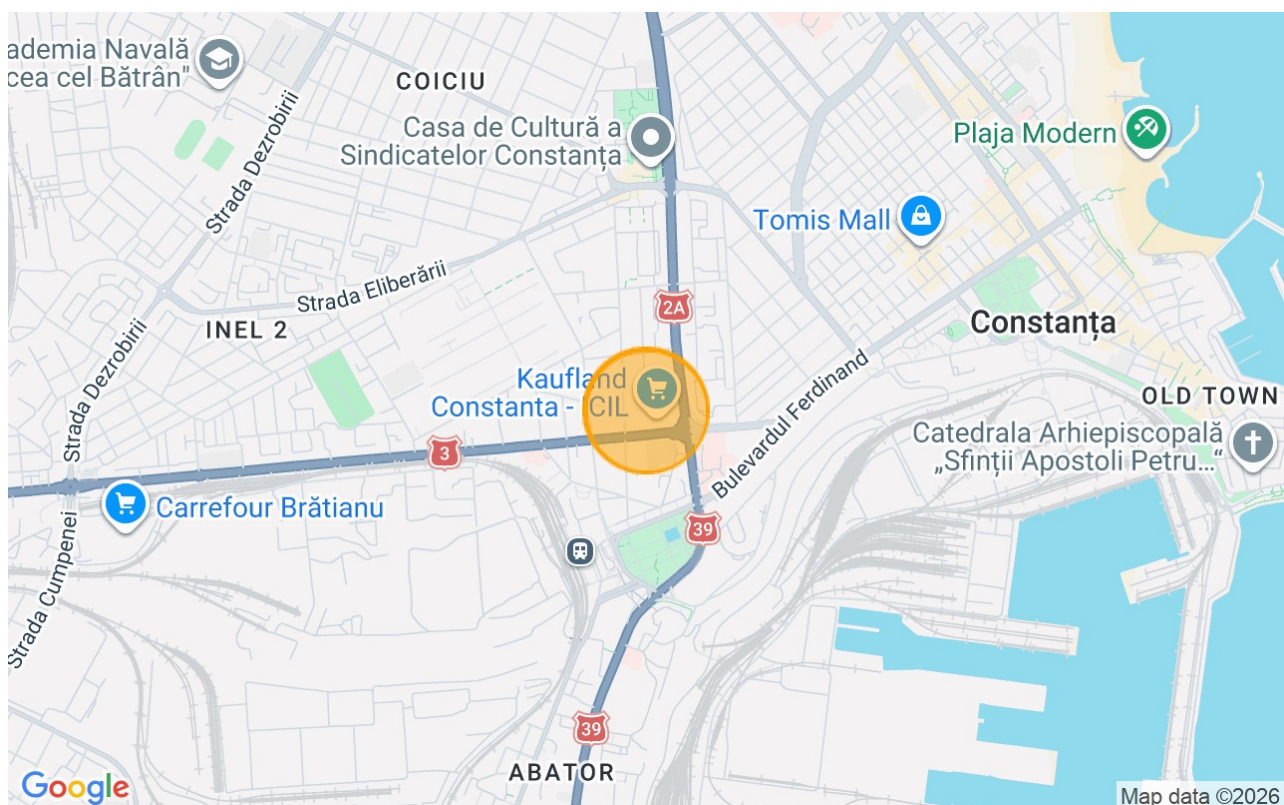 ademia Navală
cea cel Bătrân"
COICIU
Casa de Cultură a
Sindicatelor Constanța
Plaja Modern
Strada Dezrobirii
Tomis Mall
Strada Eliberării
2A
INEL 2
Constanța
Strada Dezrobirii
Kaufland
Constanta - ICIL
Bulevardul Ferdinand
OLD TOWN
3
Catedrala Arhiepiscopală
„Sfinții Apostoli Petru...“
Carrefour Brătianu
39
Strada Cumpenei
39
ABATOR
Google
Map data ©2026